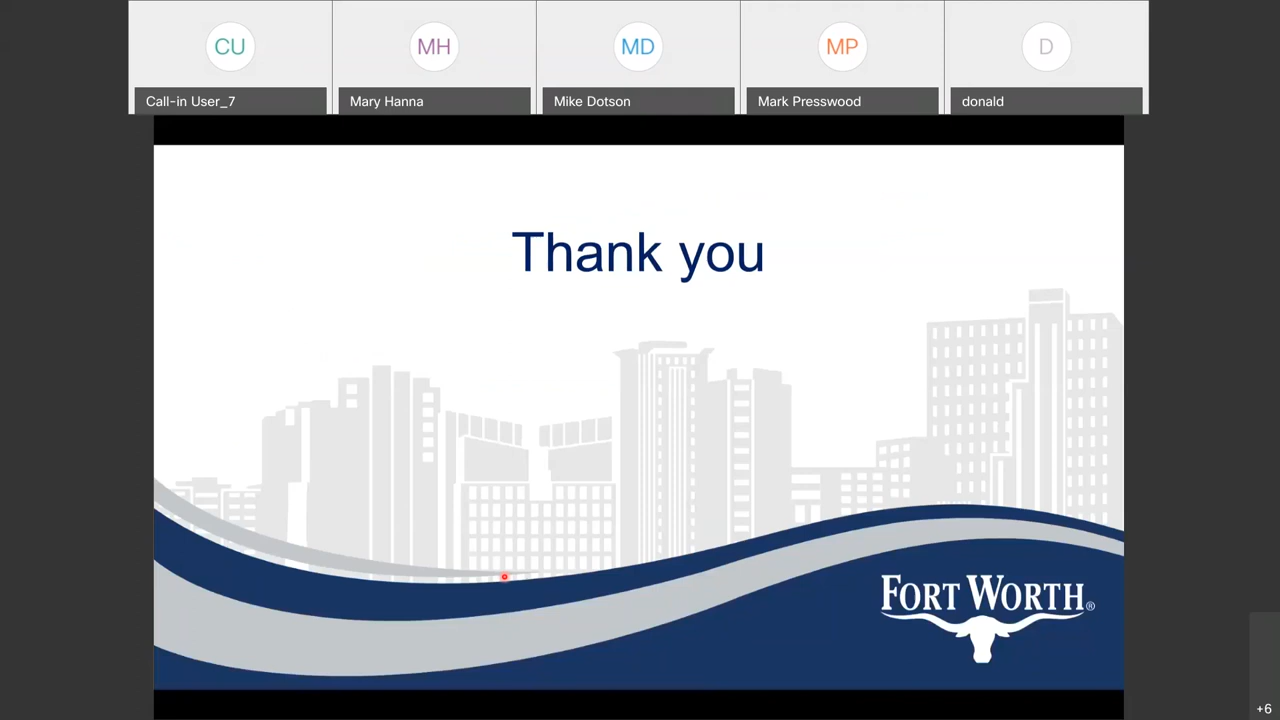 CU
MH
MD
MP
D
Call-in User_7
Mary Hanna
Mike Dotson
Mark Presswood
donald
Thank you
FORT WORTH®
+6